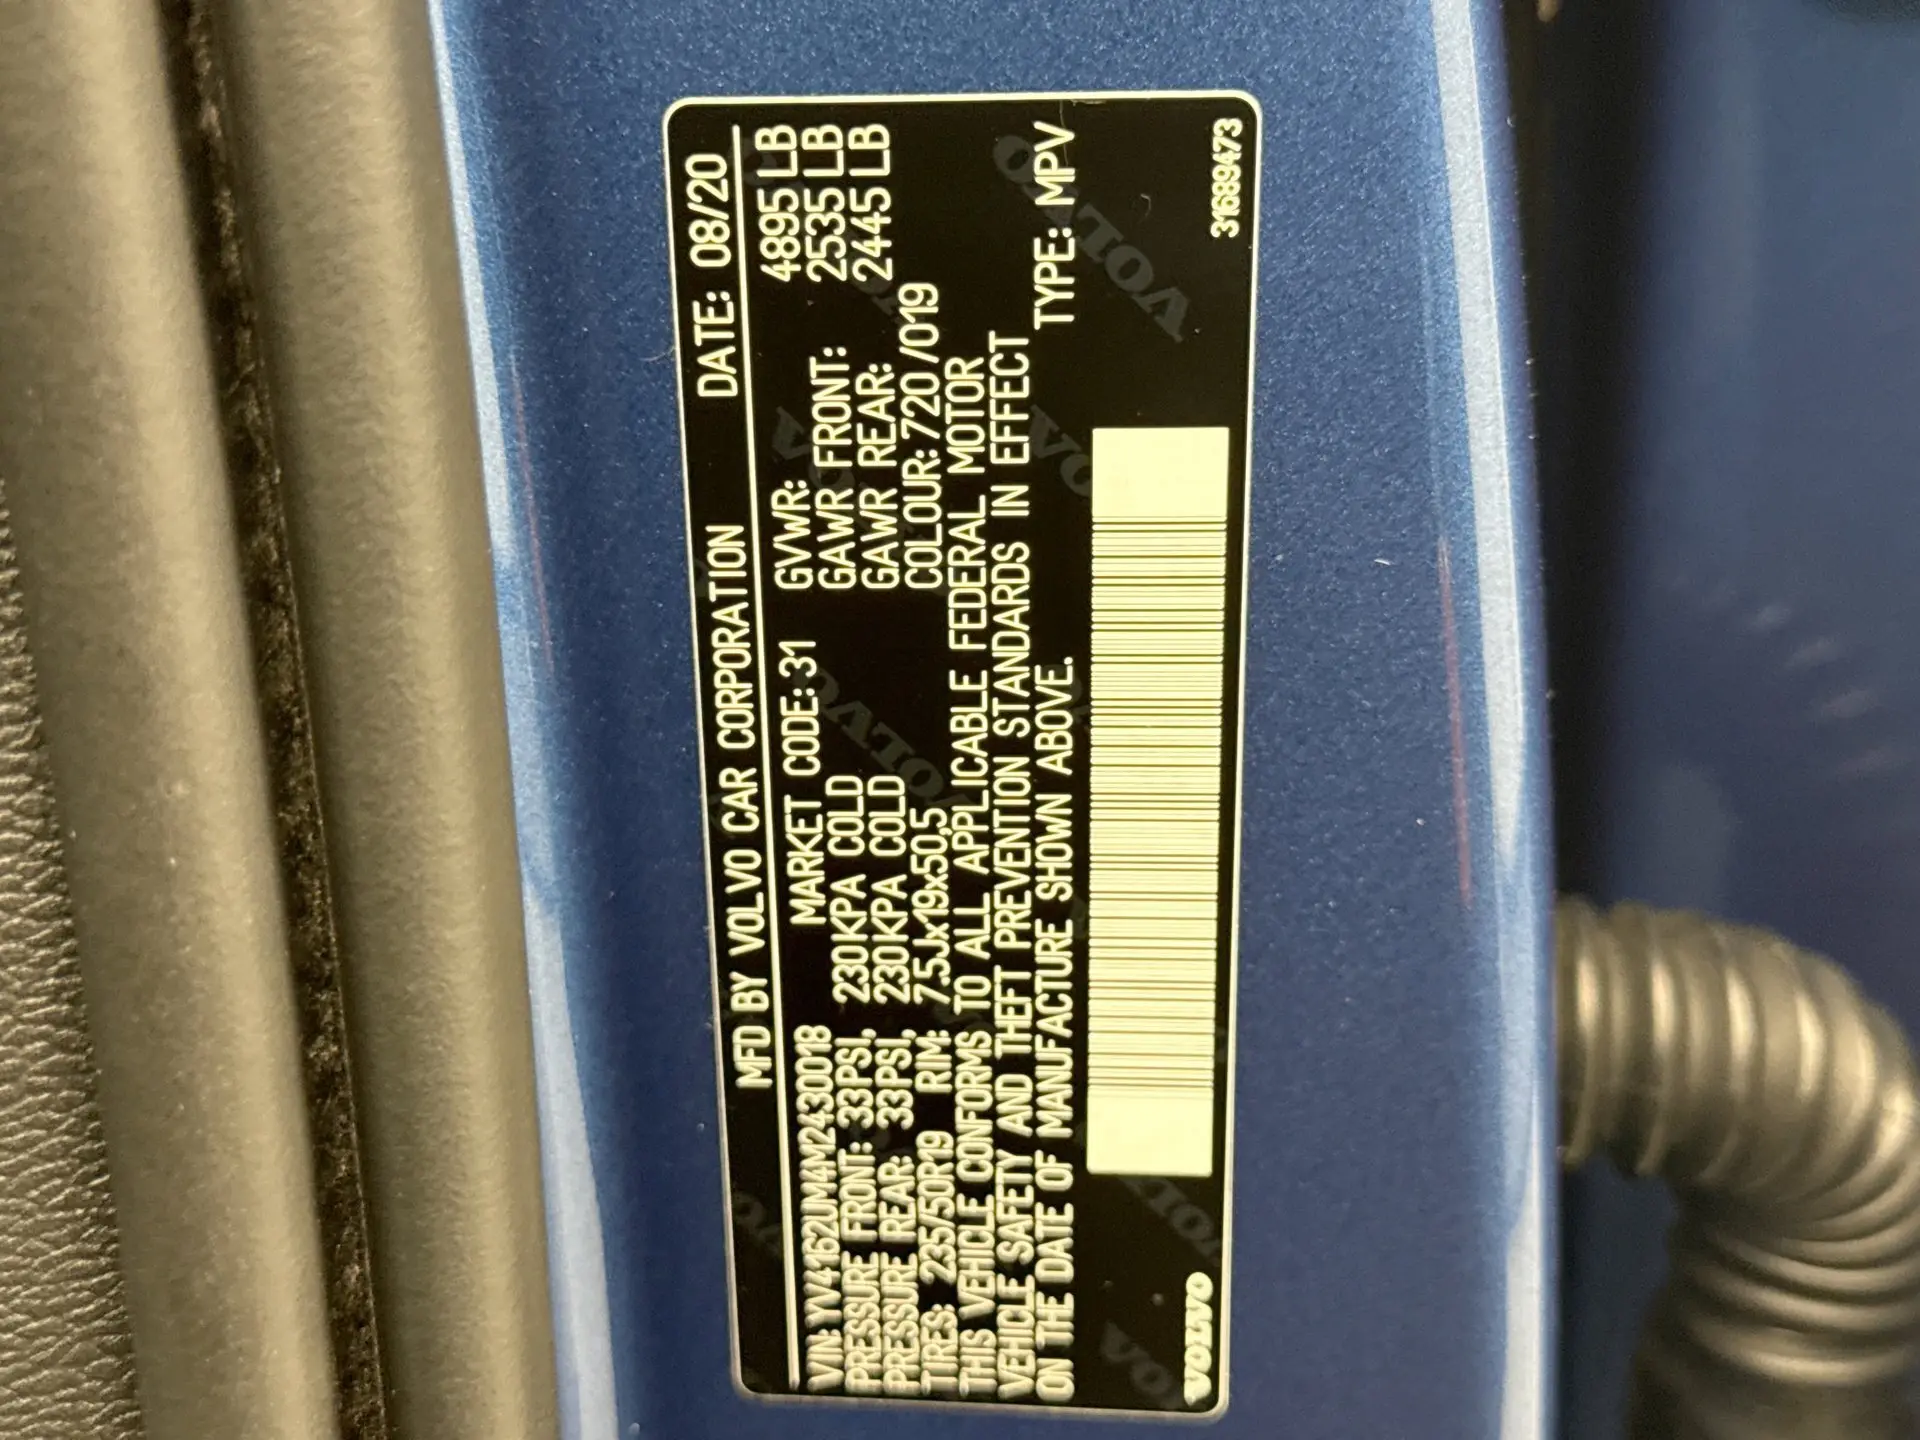 MFD BY VOLVO CAR CORPORATION DATE: 08/20
VIN: YV4162UM4M2430018 MARKET CODE: 31 GVWR: 4895 LB
PRESSURE FRONT: 33PSI, 230KPA COLD GAWR FRONT: 2535 LB
PRESSURE REAR: 33PSI, 230KPA COLD GAWR REAR: 2445 LB
TIRES: 235/50R19 RIM: 7.5Jx19x50,5 COLOUR: 720 /019
THIS VEHICLE CONFORMS TO ALL APPLICABLE FEDERAL MOTOR
VEHICLE SAFETY AND THEFT PREVENTION STANDARDS IN EFFECT
ON THE DATE OF MANUFACTURE SHOWN ABOVE. TYPE: MPV
VOLVO 31689473